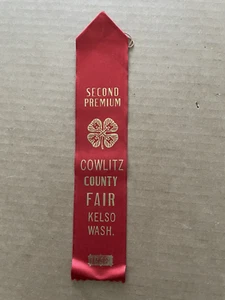 SECOND
PREMIUM
COWLITZ
COUNTY
FAIR
KELSO
WASH.